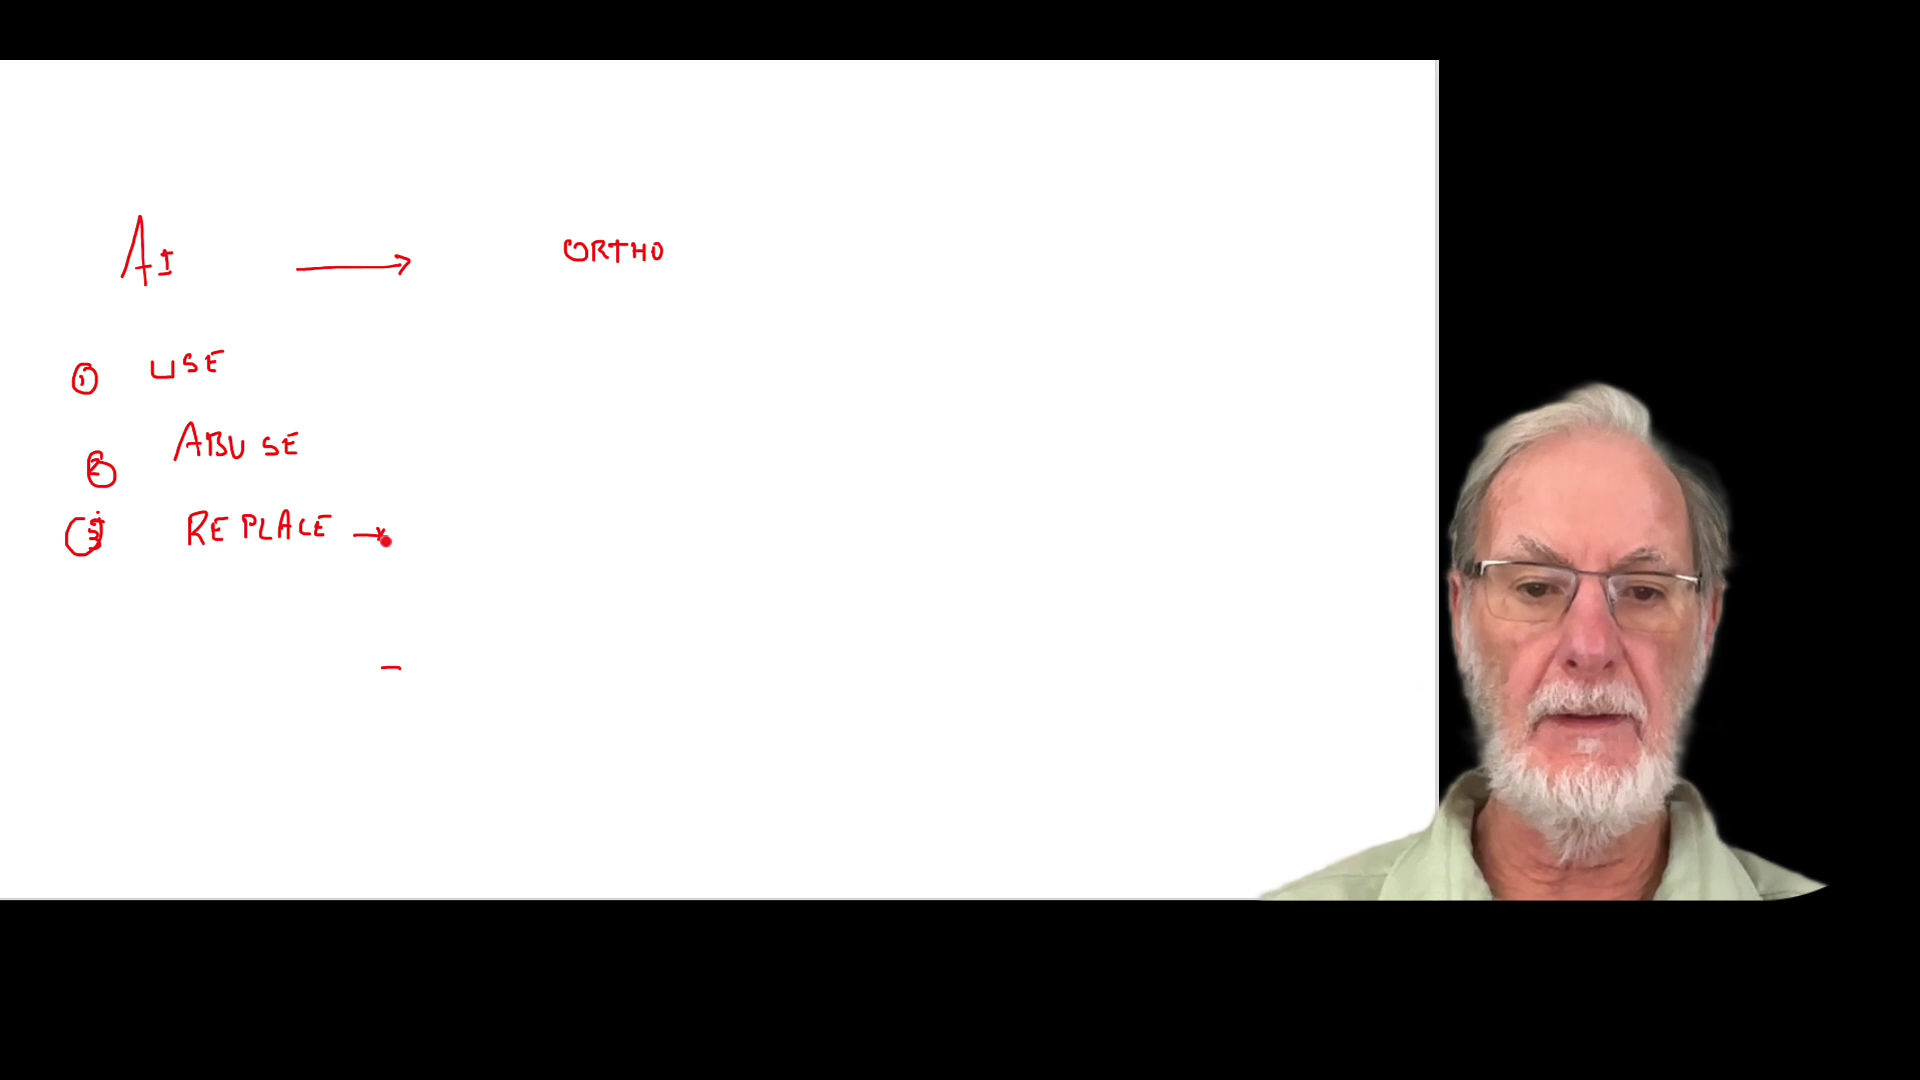 AI → ORTHO
① USE
② ABUSE
③ REPLACE →
–